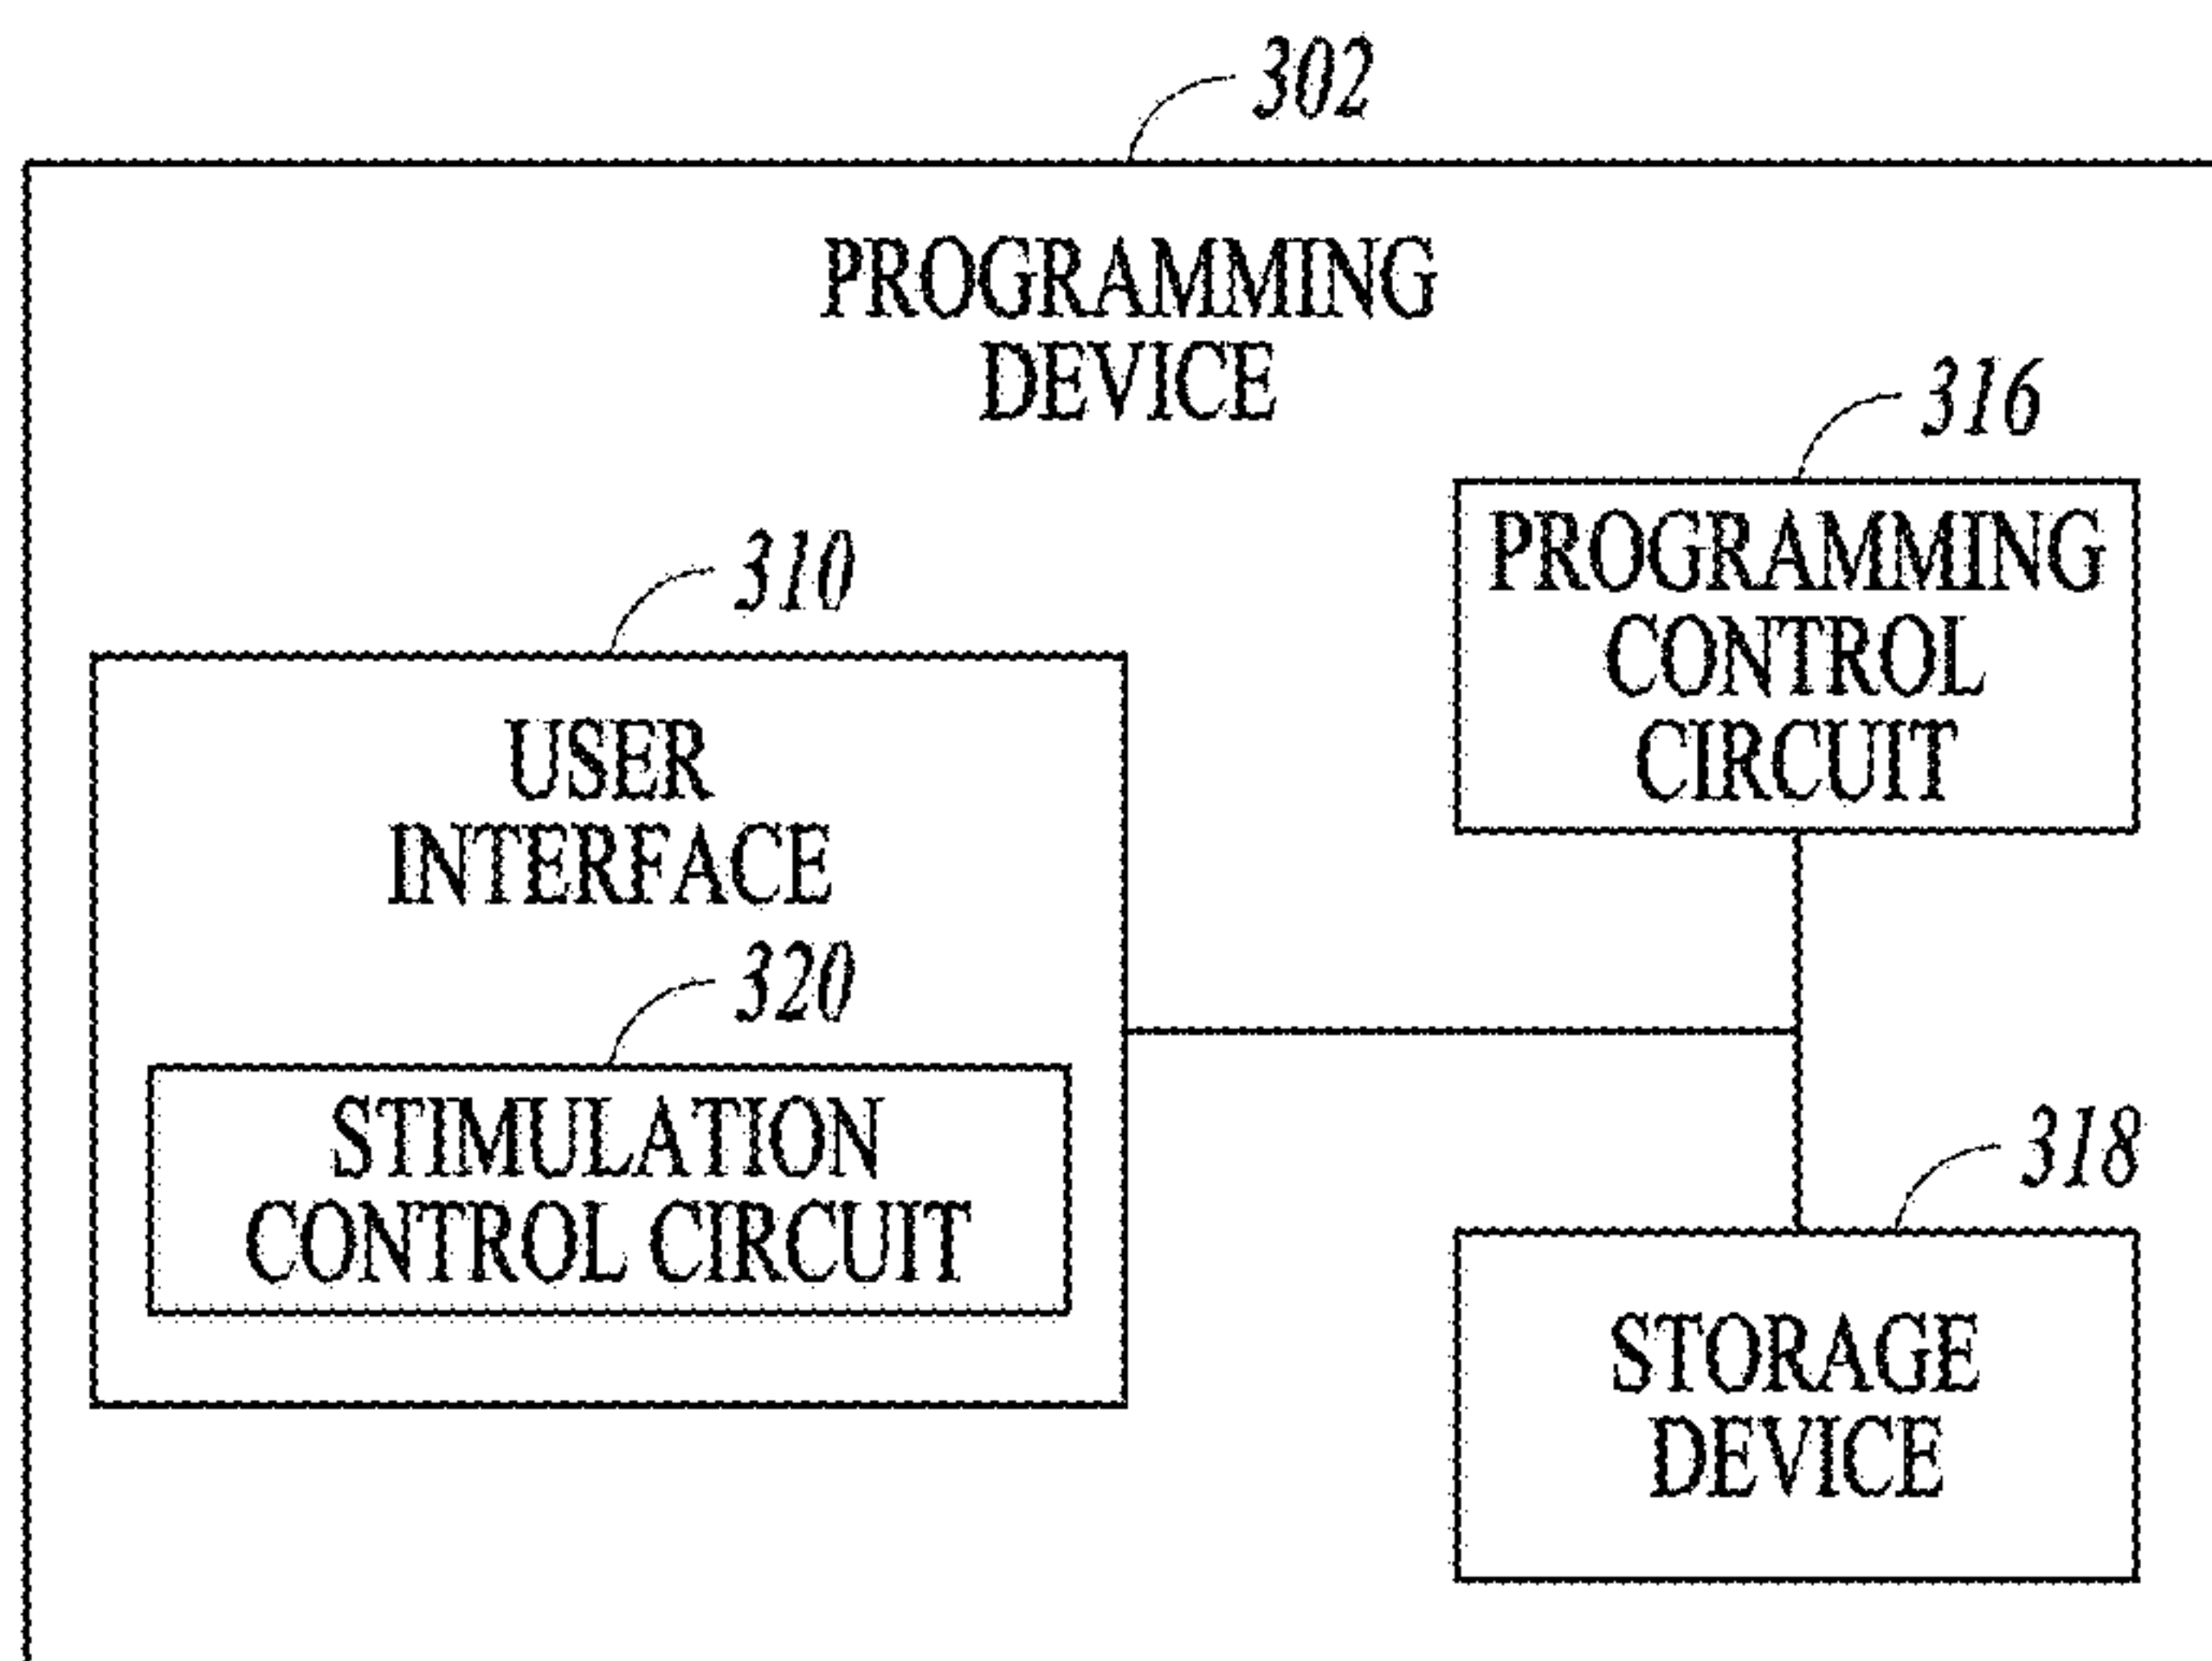 302
PROGRAMMING
DEVICE
316
PROGRAMMING
CONTROL
CIRCUIT
310
USER
INTERFACE
320
STIMULATION
CONTROL CIRCUIT
318
STORAGE
DEVICE